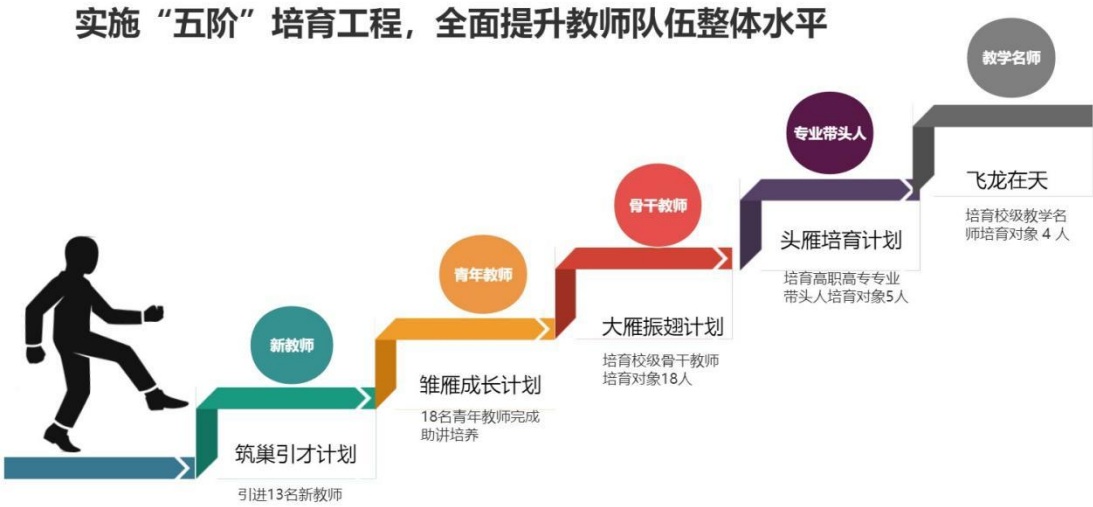 实施“五阶”培育工程，全面提升教师队伍整体水平
新教师
筑巢引才计划
引进13名新教师
青年教师
雏雁成长计划
18名青年教师完成
助讲培养
骨干教师
大雁振翅计划
培育校级骨干教师
培育对象18人
专业带头人
头雁培育计划
培育高职高专专业
带头人培育对象5人
教学名师
飞龙在天
培育校级教学名
师培育对象 4 人